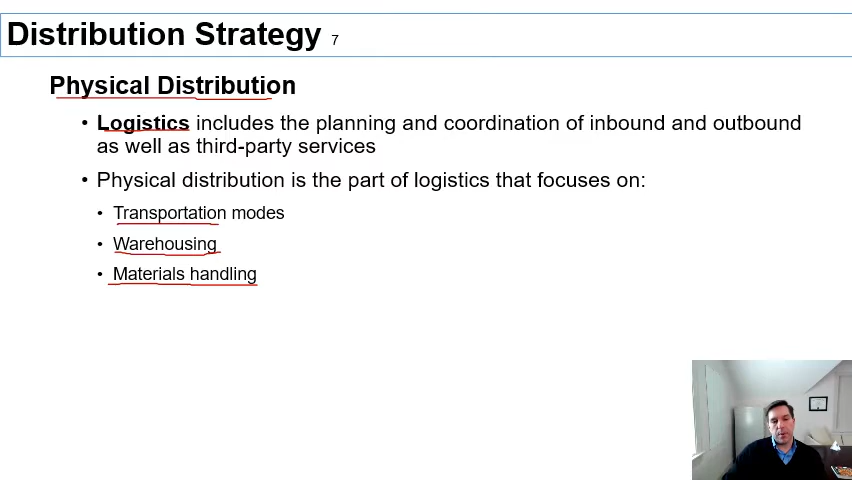 Distribution Strategy 7
Physical Distribution
• Logistics includes the planning and coordination of inbound and outbound
as well as third-party services
• Physical distribution is the part of logistics that focuses on:
• Transportation modes
• Warehousing
• Materials handling